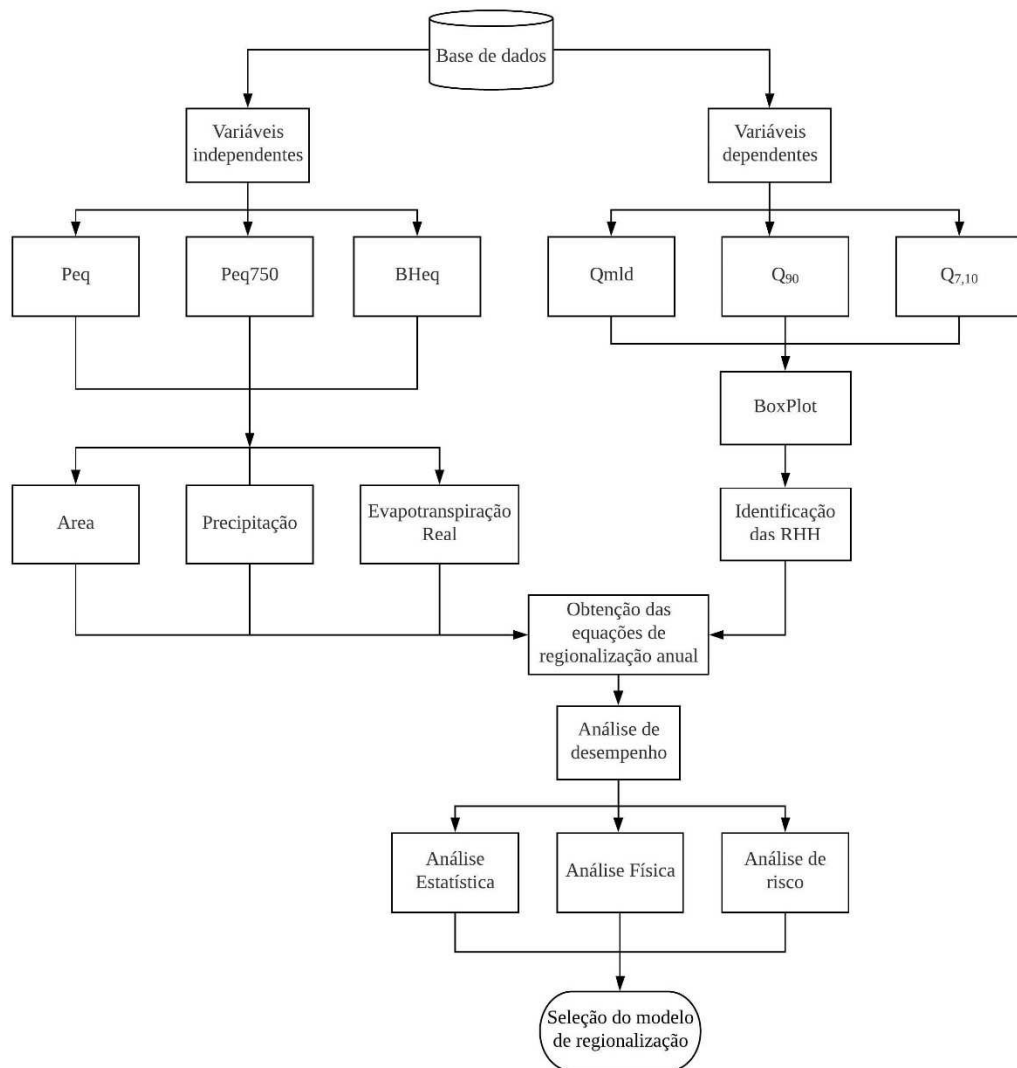 Base de dados
Variáveis
independentes
Variáveis
dependentes
Peq
Peq750
BHeq
Qmld
Q90
Q7,10
BoxPlot
Area
Precipitação
Evapotranspiração
Real
Identificação
das RHH
Obtenção das
equações de
regionalização anual
Análise de
desempenho
Análise
Estatística
Análise Física
Análise de
risco
Seleção do modelo
de regionalização